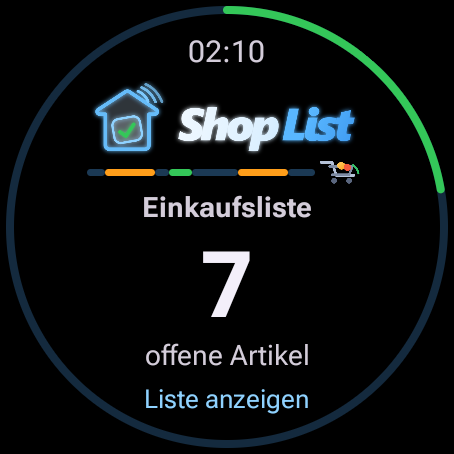 02:10
Shop List
Einkaufsliste
7
offene Artikel
Liste anzeigen